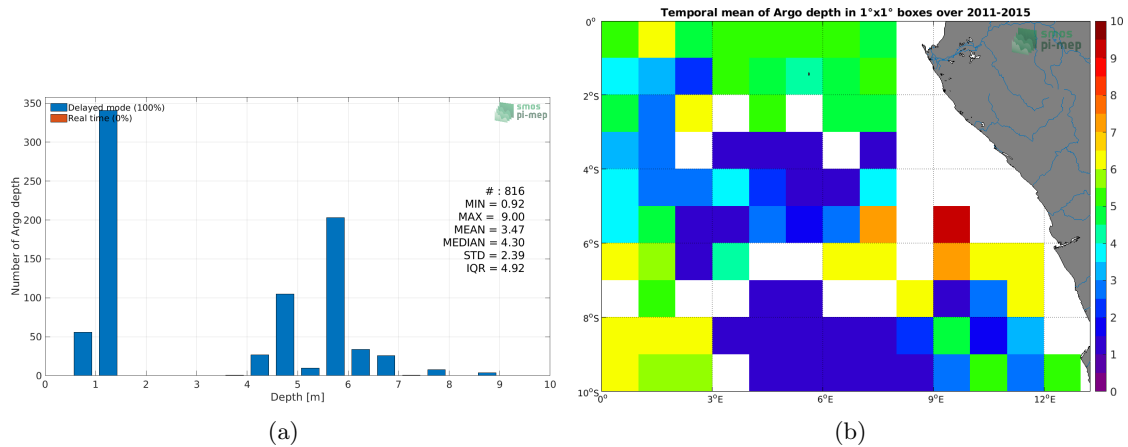 Delayed mode (100%)
Real time (0%)
smos
pi-mep
# : 816
MIN = 0.92
MAX = 9.00
MEAN = 3.47
MEDIAN = 4.30
STD = 2.39
IQR = 4.92
Number of Argo depth
350
300
250
200
150
100
50
0
0 1 2 3 4 5 6 7 8 9 10
Depth [m]
(a)
Temporal mean of Argo depth in 1°x1° boxes over 2011-2015
smos
pi-mep
0°
2°S
4°S
6°S
8°S
10°S
0° 3°E 6°E 9°E 12°E
10
9
8
7
6
5
4
3
2
1
0
(b)